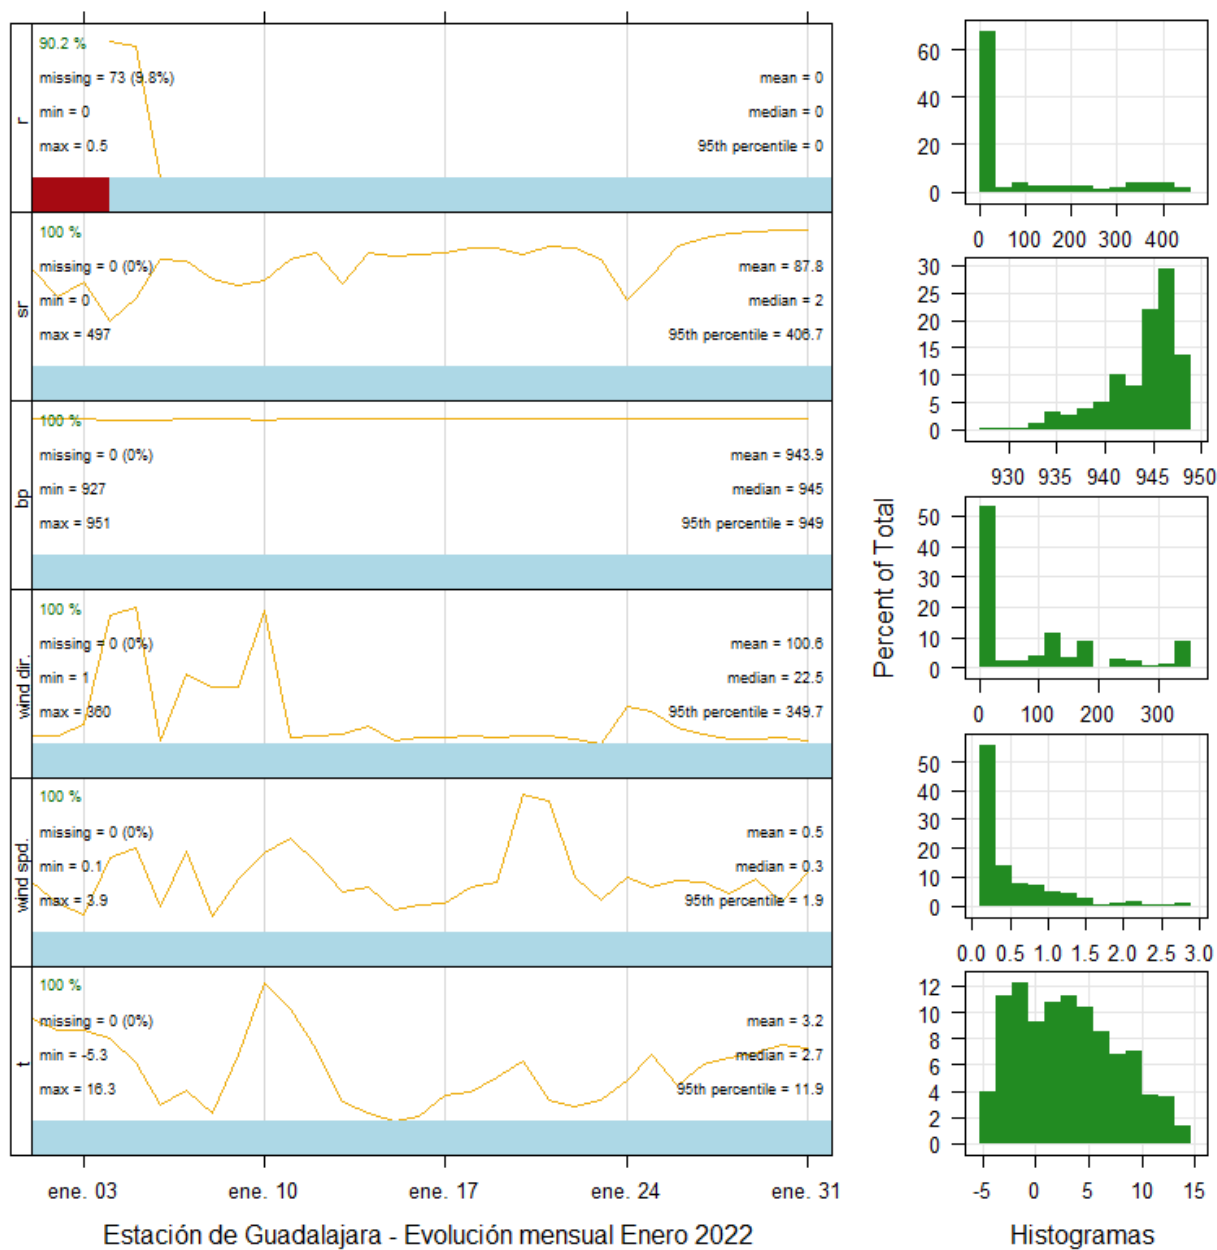 r
90.2 %
missing = 73 (9.8%)
min = 0
max = 0.5
mean = 0
median = 0
95th percentile = 0
sr
100 %
missing = 0 (0%)
min = 0
max = 497
mean = 87.8
median = 2
95th percentile = 406.7
bp
100 %
missing = 0 (0%)
min = 927
max = 951
mean = 943.9
median = 945
95th percentile = 949
wind dir.
100 %
missing = 0 (0%)
min = 1
max = 360
mean = 100.6
median = 22.5
95th percentile = 349.7
wind spd.
100 %
missing = 0 (0%)
min = 0.1
max = 3.9
mean = 0.5
median = 0.3
95th percentile = 1.9
t
100 %
missing = 0 (0%)
min = -5.3
max = 16.3
mean = 3.2
median = 2.7
95th percentile = 11.9
ene. 03 ene. 10 ene. 17 ene. 24 ene. 31
Estación de Guadalajara - Evolución mensual Enero 2022
Percent of Total
60
40
20
0
0 100 200 300 400
30
25
20
15
10
5
0
930 935 940 945 950
50
40
30
20
10
0
0 100 200 300
50
40
30
20
10
0
0.0 0.5 1.0 1.5 2.0 2.5 3.0
12
10
8
6
4
2
0
-5 0 5 10 15
Histogramas